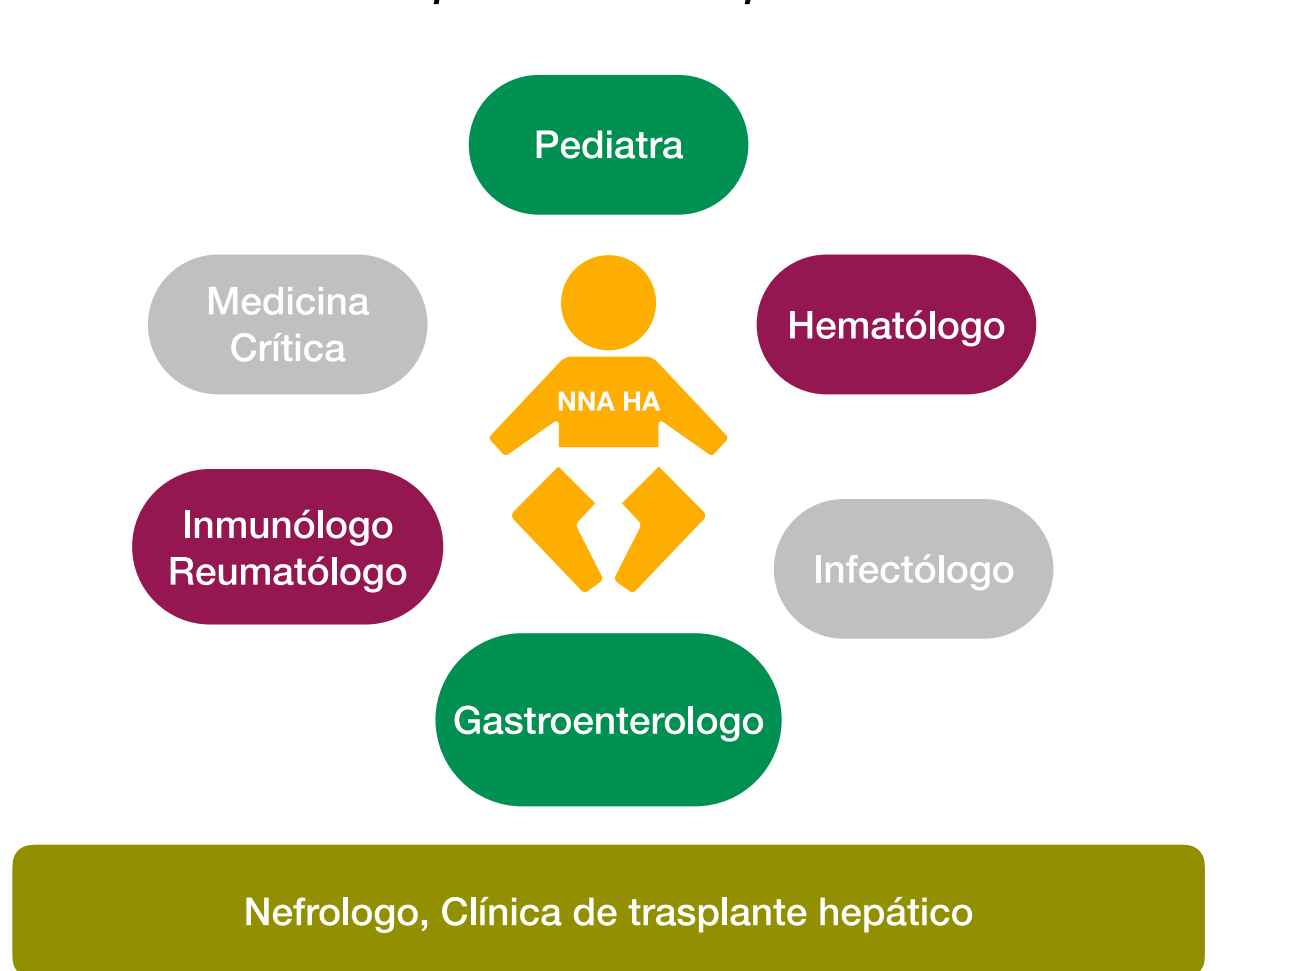 Pediatra
Medicina
Crítica
Hematólogo
NNA HA
Inmunólogo
Reumatólogo
Infectólogo
Gastroenterologo
Nefrologo, Clínica de trasplante hepático